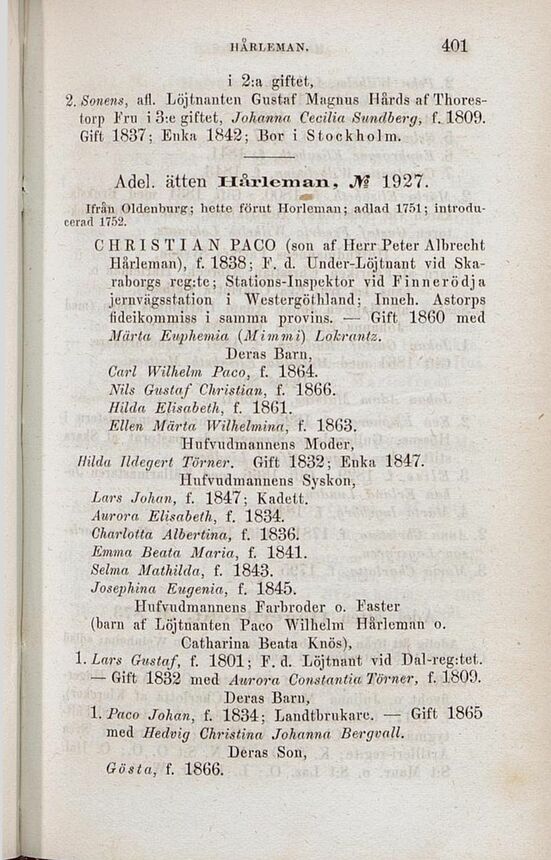 HÅRLEMAN. 401
i 2:a giftet,
2. Sonens, afl. Löjtnanten Gustaf Magnus Hårds af Thores-
torp Fru i 3:e giftet, Johanna Cecilia Sundberg, f. 1809.
Gift 1837; Enka 1842; Bor i Stockholm.
Adel. ätten Hårleman, № 1927.
Ifrån Oldenburg; hette förut Horleman; adlad 1751; introdu-
cerad 1752.
CHRISTIAN PACO (son af Herr Peter Albrecht
Hårleman), f. 1838; F. d. Under-Löjtnant vid Ska-
raborgs reg:te; Stations-Inspektor vid Finnerödja
jernvägsstation i Westergöthland; Inneh. Astorps
fideikommiss i samma provins. — Gift 1860 med
Märta Euphemia (Mimmi) Lokrantz.
Deras Barn,
Carl Wilhelm Paco, f. 1864.
Nils Gustaf Christian, f. 1866.
Hilda Elisabeth, f. 1861.
Ellen Märta Wilhelmina, f. 1863.
Hufvudmannens Moder,
Hilda Ildegert Törner. Gift 1832; Enka 1847.
Hufvudmannens Syskon,
Lars Johan, f. 1847; Kadett.
Aurora Elisabeth, f. 1834.
Charlotta Albertina, f. 1836.
Emma Beata Maria, f. 1841.
Selma Mathilda, f. 1843.
Josephina Eugenia, f. 1845.
Hufvudmannens Farbroder o. Faster
(barn af Löjtnanten Paco Wilhelm Hårleman o.
Catharina Beata Knös),
1. Lars Gustaf, f. 1801; F. d. Löjtnant vid Dal-reg:tet.
— Gift 1832 med Aurora Constantia Törner, f. 1809.
Deras Barn,
1. Paco Johan, f. 1834; Landtbrukare. — Gift 1865
med Hedvig Christina Johanna Bergvall.
Deras Son,
Gösta, f. 1866.